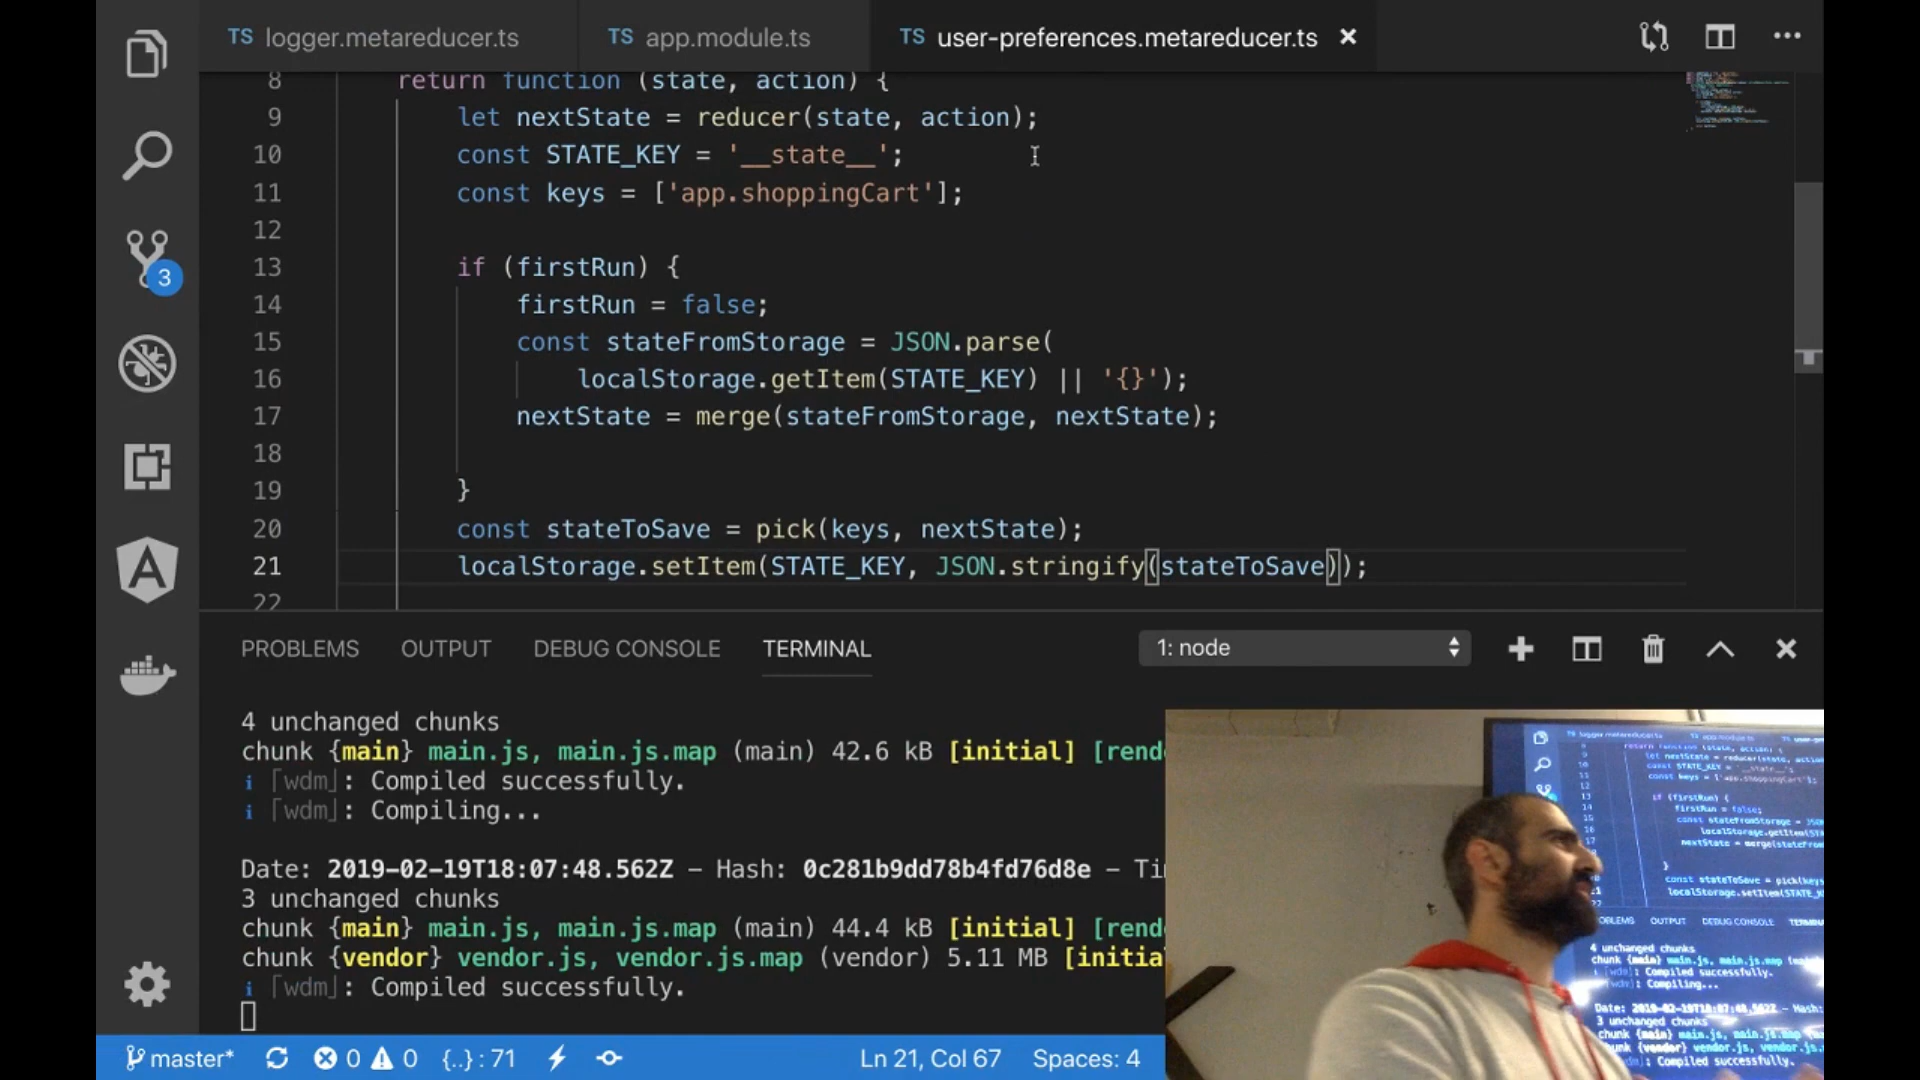 TS logger.metareducer.ts TS app.module.ts TS user-preferences.metareducer.ts
8 return function (state, action) {
9 let nextState = reducer(state, action);
10 const STATE_KEY = '__state__';
11 const keys = ['app.shoppingCart'];
12
13 if (firstRun) {
14 firstRun = false;
15 const stateFromStorage = JSON.parse(
16 localStorage.getItem(STATE_KEY) || '{}');
17 nextState = merge(stateFromStorage, nextState);
18
19 }
20 const stateToSave = pick(keys, nextState);
21 localStorage.setItem(STATE_KEY, JSON.stringify(stateToSave));
22
3
PROBLEMS OUTPUT DEBUG CONSOLE TERMINAL 1: node
4 unchanged chunks
chunk {main} main.js, main.js.map (main) 42.6 kB [initial] [rend
i ｢wdm｣: Compiled successfully.
i ｢wdm｣: Compiling...
Date: 2019-02-19T18:07:48.562Z - Hash: 0c281b9dd78b4fd76d8e - Ti
3 unchanged chunks
chunk {main} main.js, main.js.map (main) 44.4 kB [initial] [rend
chunk {vendor} vendor.js, vendor.js.map (vendor) 5.11 MB [initia
i ｢wdm｣: Compiled successfully.
master* 0 0 {..}: 71 Ln 21, Col 67 Spaces: 4